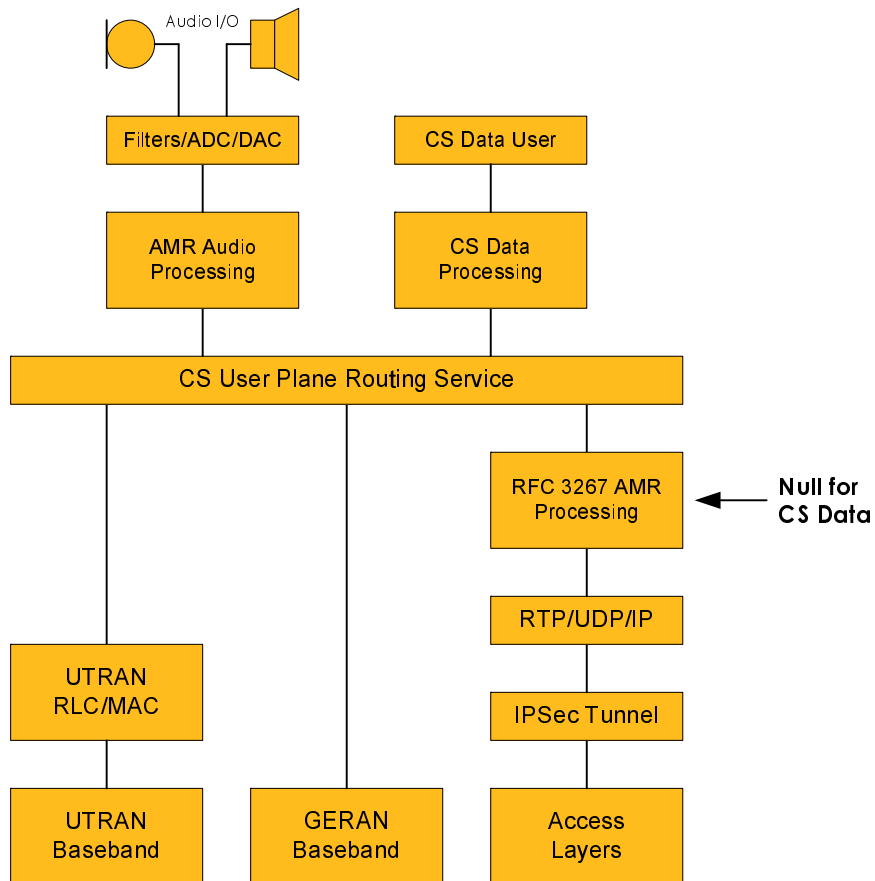 Audio I/O
Filters/ADC/DAC
CS Data User
AMR Audio
Processing
CS Data
Processing
CS User Plane Routing Service
RFC 3267 AMR
Processing
Null for
CS Data
RTP/UDP/IP
UTRAN
RLC/MAC
IPSec Tunnel
UTRAN
Baseband
GERAN
Baseband
Access
Layers